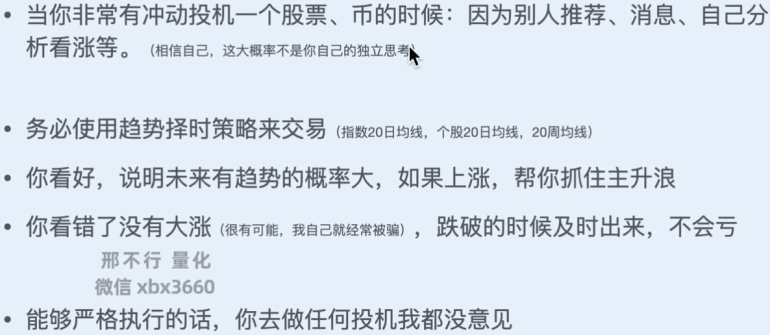 • 当你非常有冲动投机一个股票、币的时候：因为别人推荐、消息、自己分
析看涨等。（相信自己，这大概率不是你自己的独立思考）
• 务必使用趋势择时策略来交易（指数20日均线，个股20日均线，20周均线）
• 你看好，说明未来有趋势的概率大，如果上涨，帮你抓住主升浪
• 你看错了没有大涨（很有可能，我自己就经常被骗），跌破的时候及时出来，不会亏
邢不行 量化
微信 xbx3660
• 能够严格执行的话，你去做任何投机我都没意见